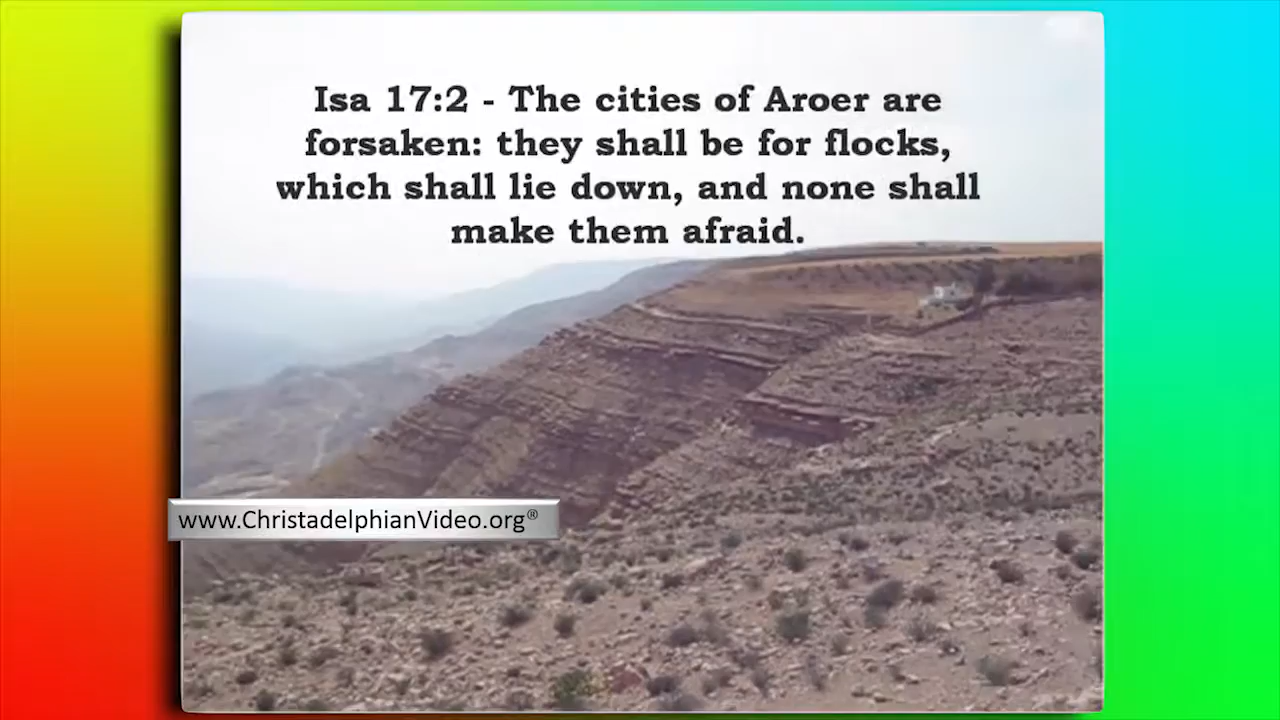 Isa 17:2 - The cities of Aroer are
forsaken: they shall be for flocks,
which shall lie down, and none shall
make them afraid.
www.ChristadelphianVideo.org®